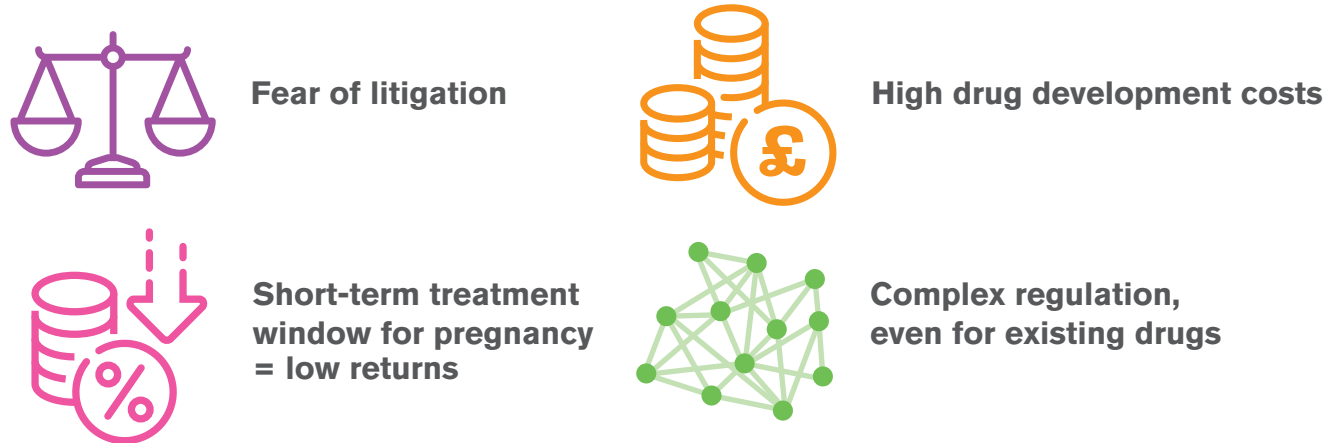 Fear of litigation
£
High drug development costs
%
Short-term treatment
window for pregnancy
= low returns
Complex regulation,
even for existing drugs